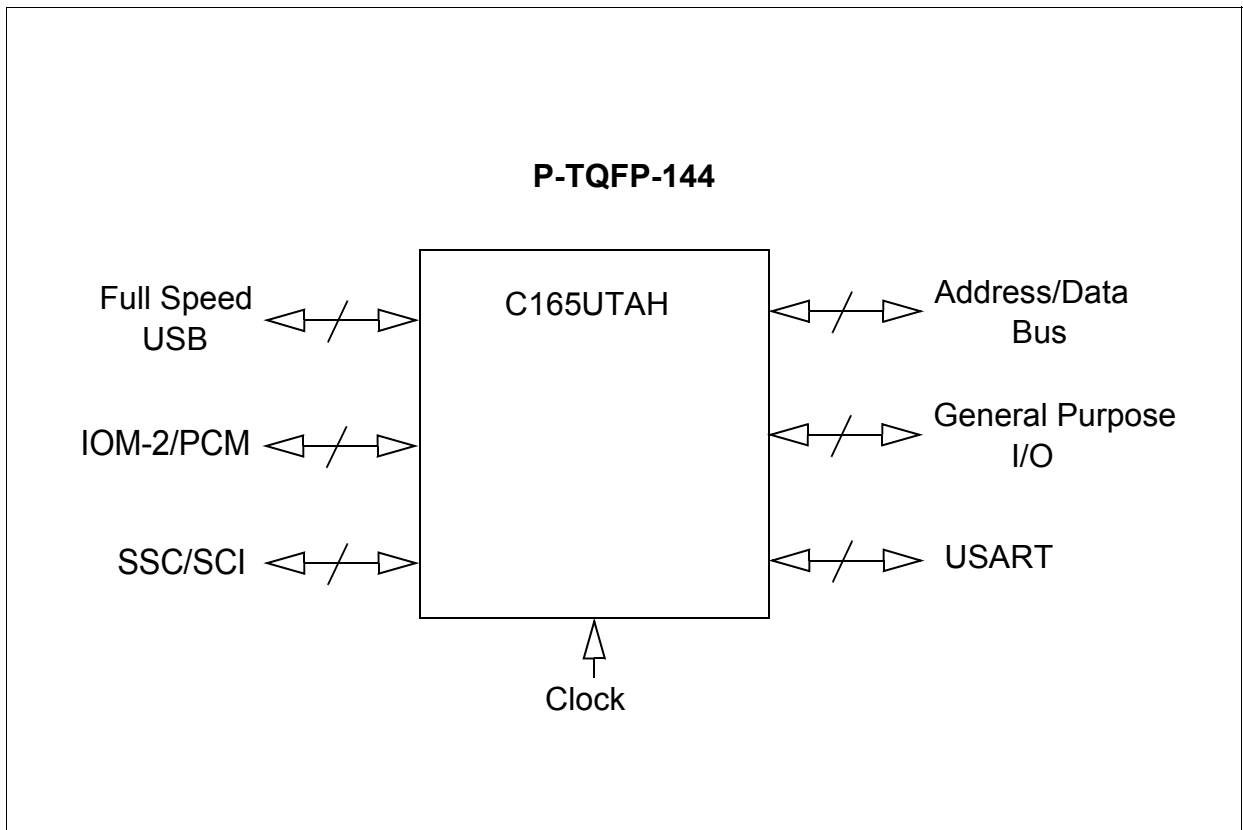 P-TQFP-144
C165UTAH
Full Speed
USB
IOM-2/PCM
SSC/SCI
Address/Data
Bus
General Purpose
I/O
USART
Clock